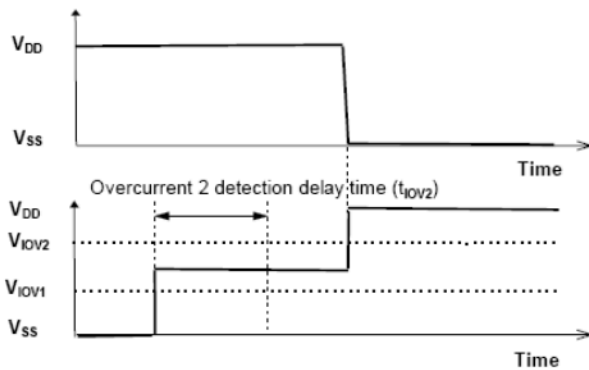 VDD
VSS
Time
Overcurrent 2 detection delay time (tIOV2)
VDD
VIOV2
VIOV1
VSS
Time